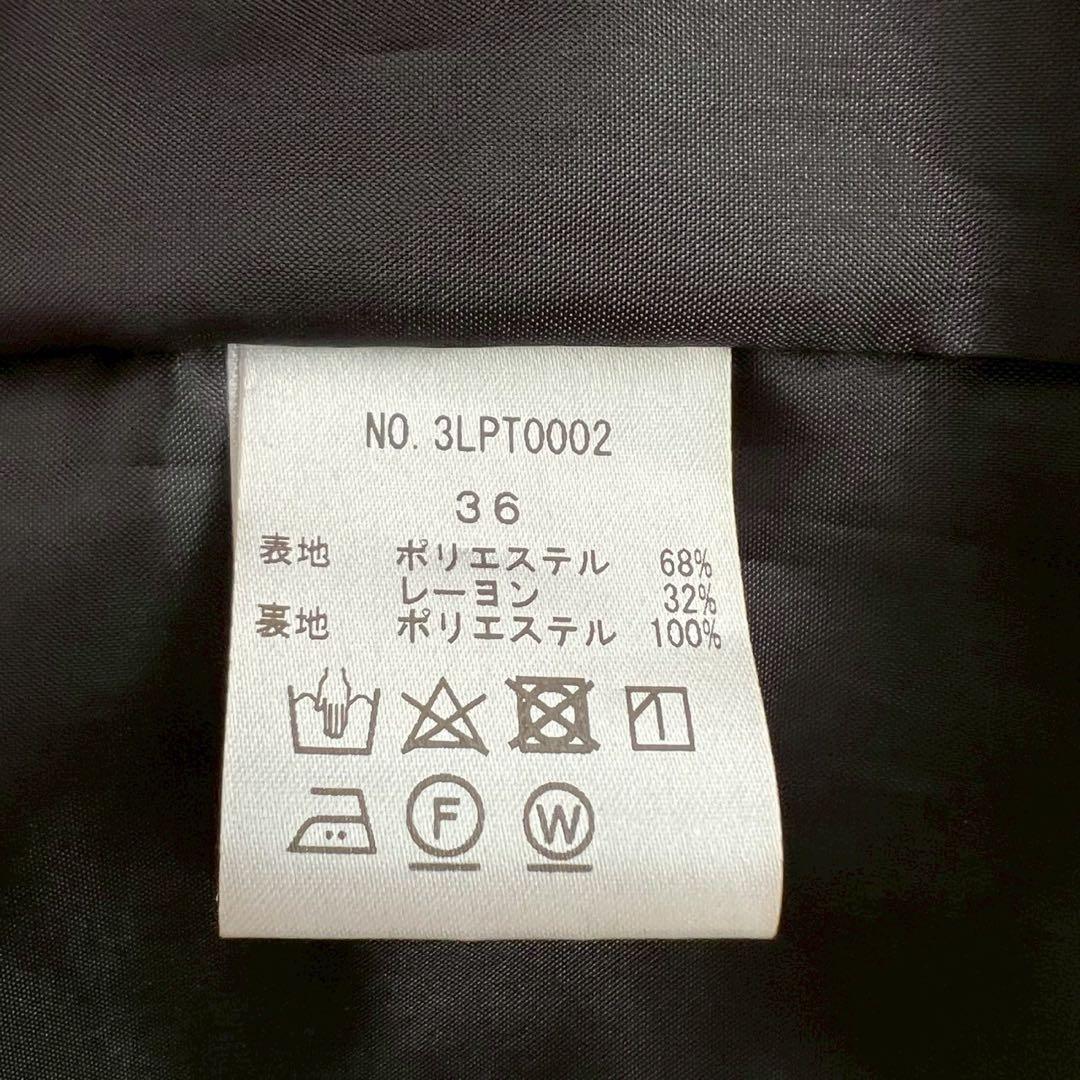 NO. 3LPT0002
36
表地 ポリエステル 68%
レーヨン 32%
裏地 ポリエステル 100%
F W